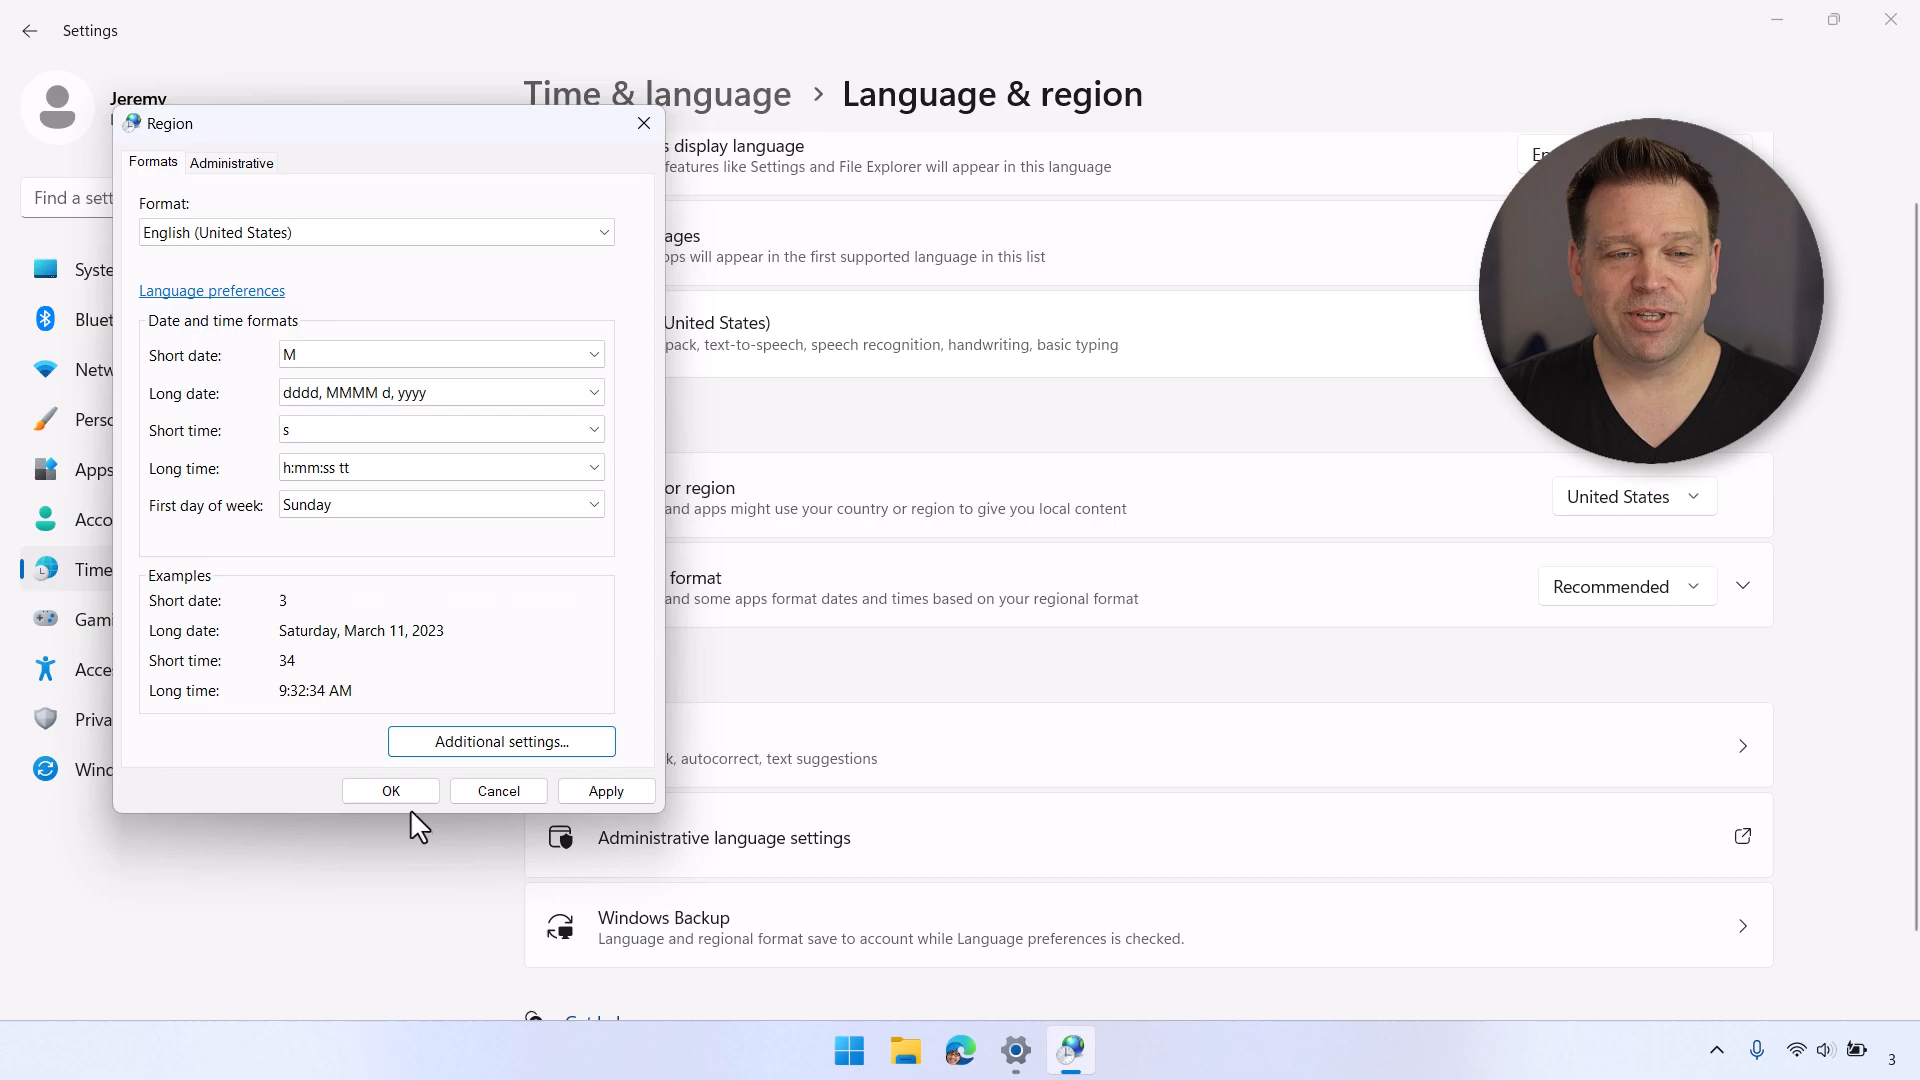 Settings
Jeremy
Time & language > Language & region
Region
Formats
Administrative
Format:
English (United States)
Language preferences
Date and time formats
Short date:
M
Long date:
dddd, MMMM d, yyyy
Short time:
s
Long time:
h:mm:ss tt
First day of week:
Sunday
Examples
Short date:
3
Long date:
Saturday, March 11, 2023
Short time:
34
Long time:
9:32:34 AM
Additional settings...
OK
Cancel
Apply
Find a sett
Syste
Bluet
Netw
Perso
Apps
Acco
Time
Gami
Acce
Priva
Wind
s display language
features like Settings and File Explorer will appear in this language
ages
ops will appear in the first supported language in this list
United States)
pack, text-to-speech, speech recognition, handwriting, basic typing
or region
and apps might use your country or region to give you local content
United States
format
and some apps format dates and times based on your regional format
Recommended
k, autocorrect, text suggestions
Administrative language settings
Windows Backup
Language and regional format save to account while Language preferences is checked.
3